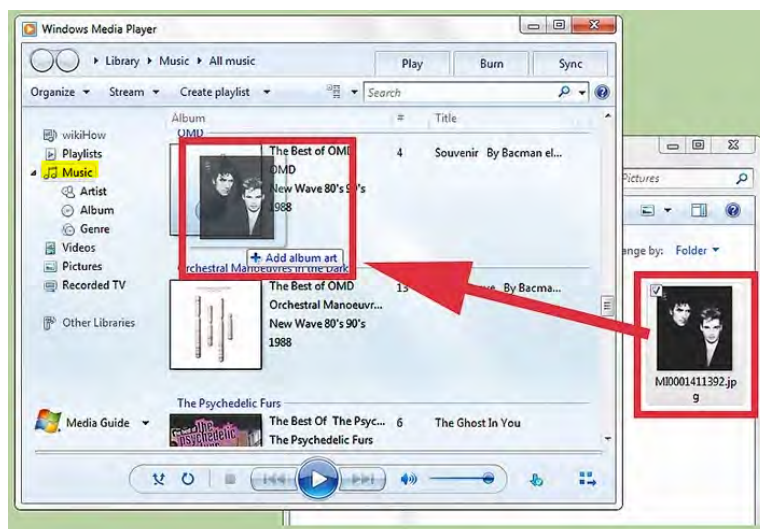 Windows Media Player
Library Music All music
Play Burn Sync
Organize Stream Create playlist Search
Album # Title
OMD
wikiHow
Playlists
Music
Artist
Album
Genre
Videos
Pictures
Recorded TV
Other Libraries
Media Guide
The Best of OMD 4 Souvenir By Bacman el...
OMD
New Wave 80's 90's
1988
Add album art
Orchestral Manoeuvres in the Dark
The Best of OMD 13 By Bacma...
Orchestral Manoeuvr...
New Wave 80's 90's
1988
The Psychedelic Furs
The Best Of The Psyc... 6 The Ghost In You
The Psychedelic Furs
the
psychedelic
Pictures
ange by: Folder
MI0001411392.jp
g